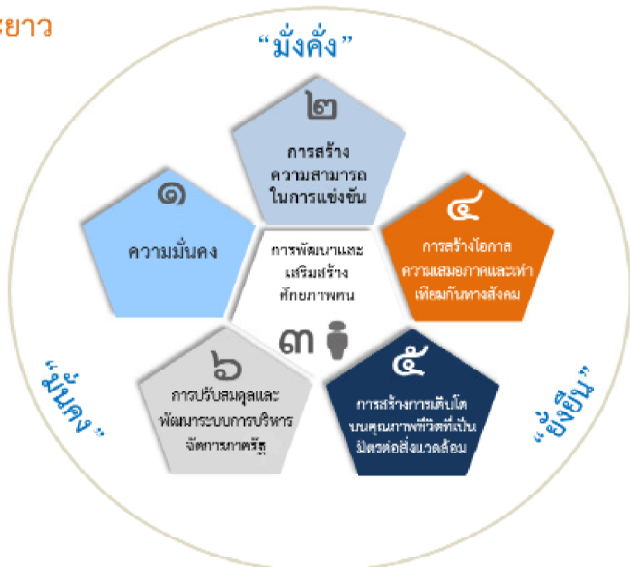 ะยาว
“มั่งคั่ง”
๒
การสร้าง
ความสามารถ
ในการแข่งขัน
๑
ความมั่นคง
๔
การสร้างโอกาส
ความเสมอภาคและเท่า
เทียมกันทางสังคม
การพัฒนาและ
เสริมสร้าง
ศักยภาพคน
๓
๖
การปรับสมดุลและ
พัฒนาระบบการบริหาร
จัดการภาครัฐ
๕
การสร้างการเติบโต
บนคุณภาพชีวิตที่เป็น
มิตรต่อสิ่งแวดล้อม
“มั่นคง”
“ยั่งยืน”